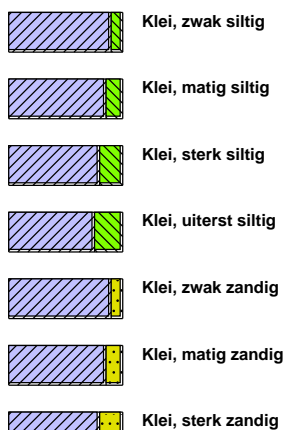 Klei, zwak siltig
Klei, matig siltig
Klei, sterk siltig
Klei, uiterst siltig
Klei, zwak zandig
Klei, matig zandig
Klei, sterk zandig